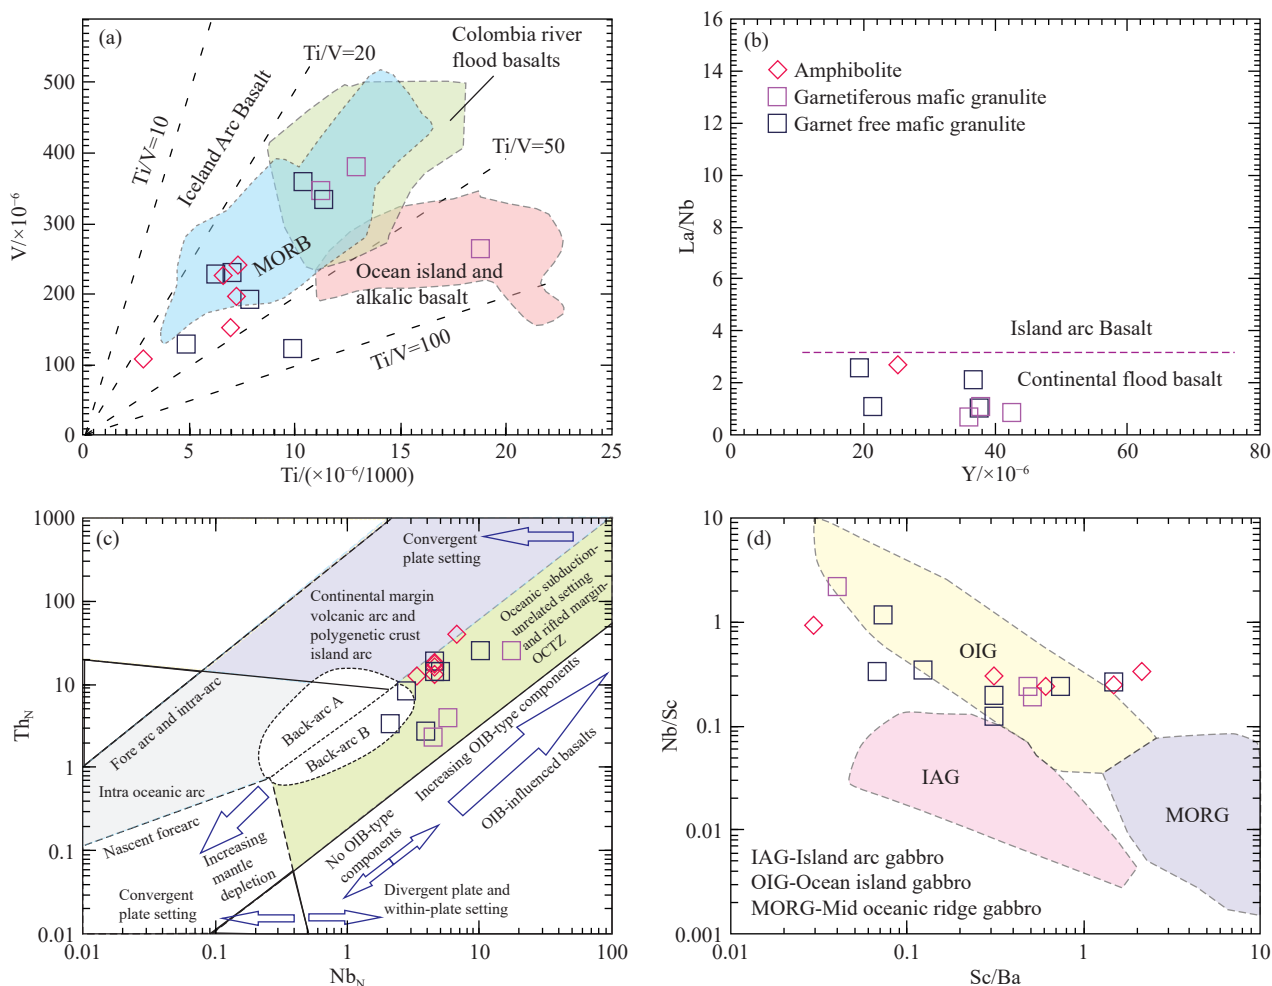 (a)
Colombia river
flood basalts
Ti/V=20
Ti/V=10
Iceland Arc Basalt
Ti/V=50
MORB
Ocean island and
alkalic basalt
Ti/V=100
V/×10⁻⁶
500
400
300
200
100
0
0
5
10
15
20
25
Ti/(×10⁻⁶/1000)
(b)
Amphibolite
Garnetiferous mafic granulite
Garnet free mafic granulite
Island arc Basalt
Continental flood basalt
La/Nb
16
14
12
10
8
6
4
2
0
0
20
40
60
80
Y/×10⁻⁶
(c)
Convergent
plate setting
Continental margin
volcanic arc and
polygenetic crust
island arc
Oceanic subduction-
unrelated setting
and rifted margin-
OCTZ
Fore arc and intra-arc
Back-arc A
Back-arc B
Increasing OIB-type components
OIB-influenced basalts
Intra oceanic arc
Nascent forearc
Increasing
mantle
depletion
No OIB-type
components
Convergent
plate setting
Divergent plate and
within-plate setting
Th_N
1000
100
10
1
0.1
0.01
0.01
0.1
1
10
100
Nb_N
(d)
OIG
IAG
MORG
IAG-Island arc gabbro
OIG-Ocean island gabbro
MORG-Mid oceanic ridge gabbro
Nb/Sc
10
1
0.1
0.01
0.001
0.01
0.1
1
10
Sc/Ba